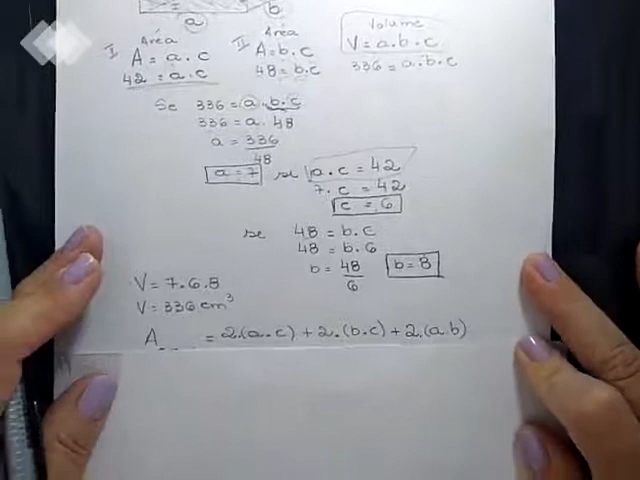 a b
I Área II Área Volume
A = a.c A = b.c V = a.b.c
42 = a.c 48 = b.c 336 = a.b.c
Se 336 = a.b.c
336 = a.48
a = 336
48
a = 7 se a.c = 42
7.c = 42
c = 6
se 48 = b.c
48 = b.6
b = 48 b = 8
6
V = 7.6.8
V = 336 cm³
A = 2.(a.c) + 2.(b.c) + 2.(a.b)